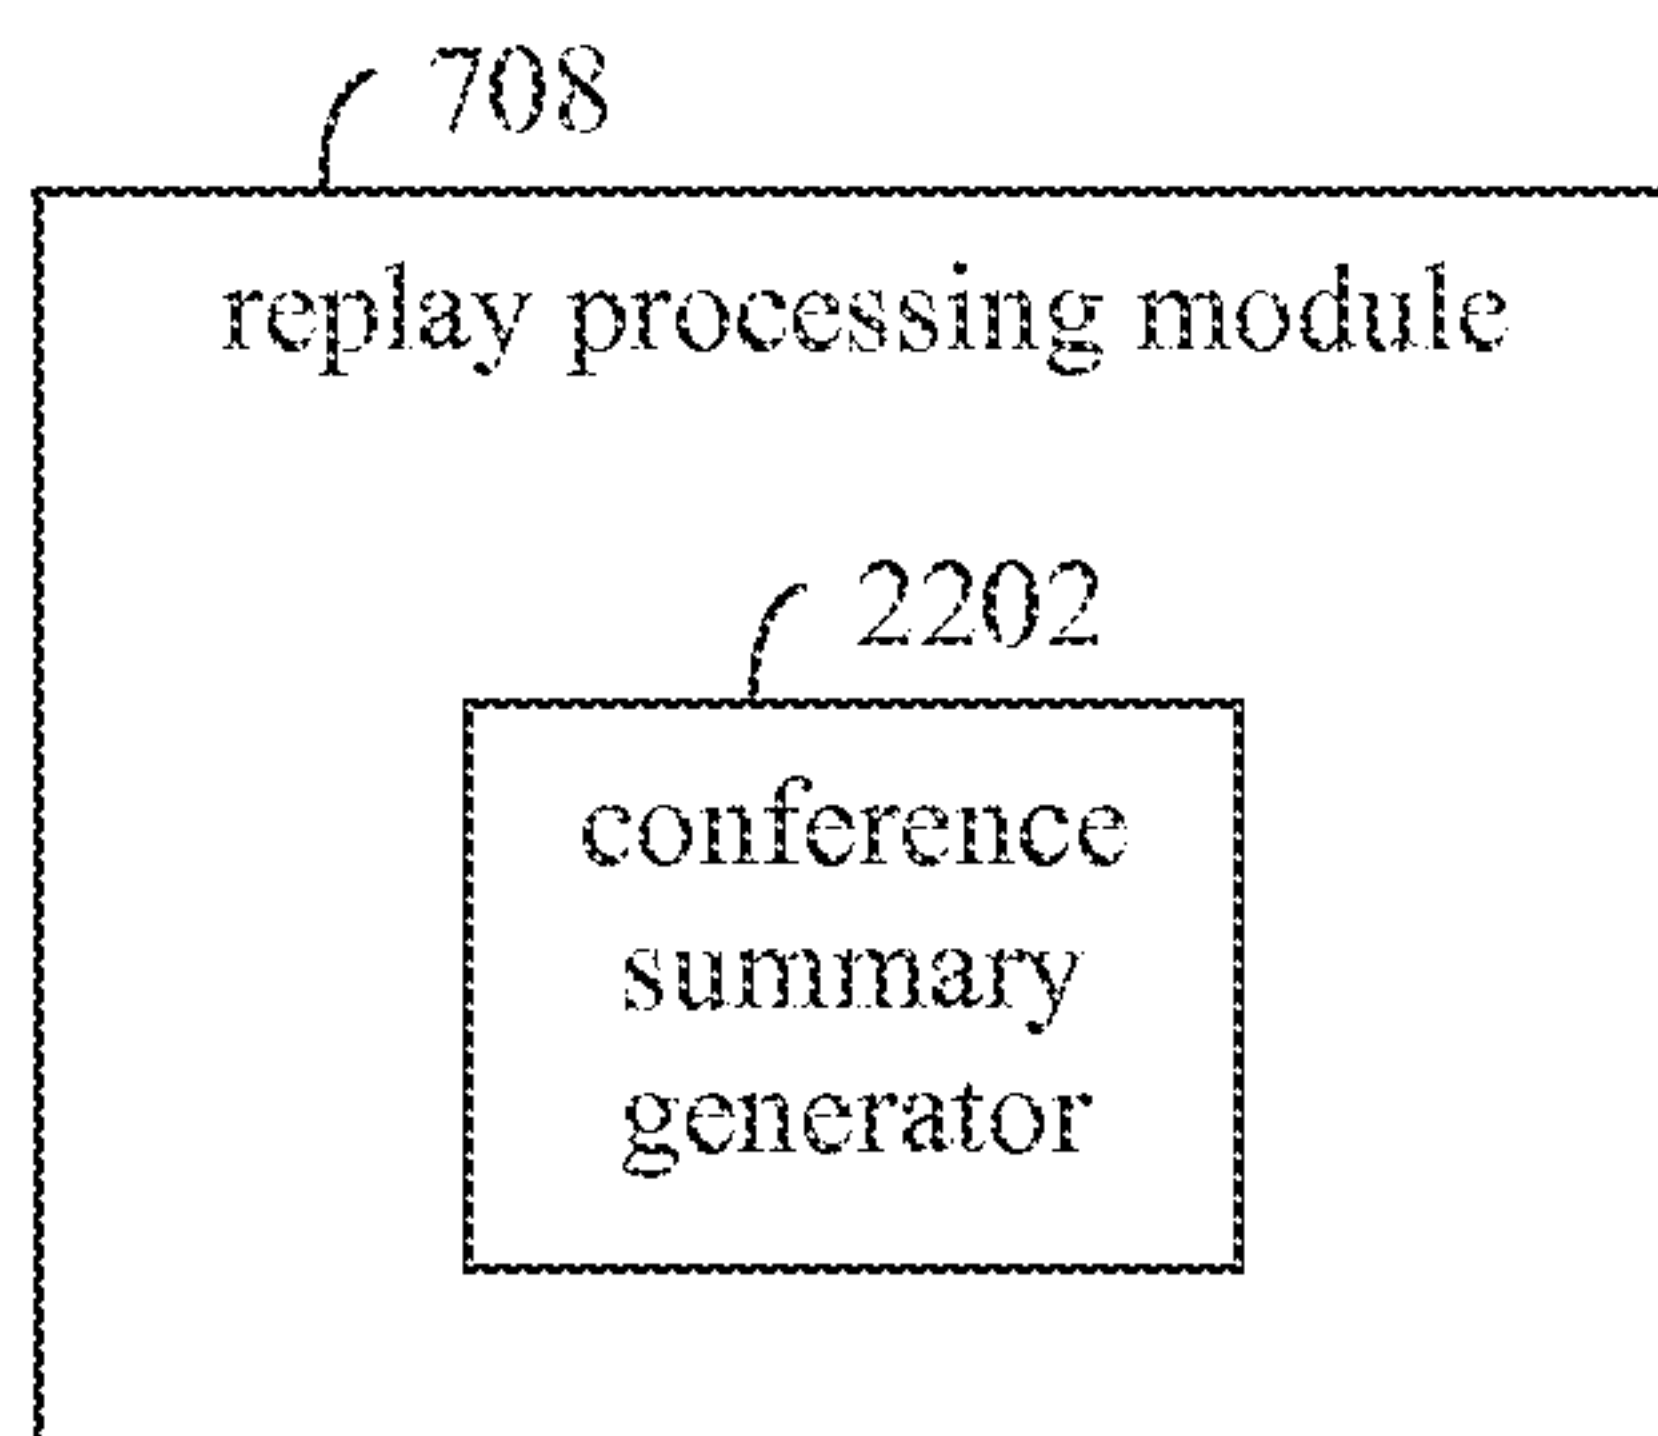 708
replay processing module
2202
conference
summary
generator